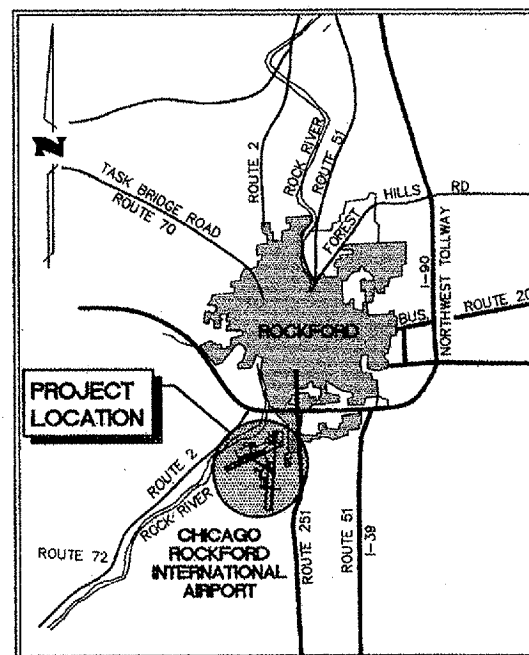 N
ROUTE 2
ROCK RIVER
ROUTE 51
TASK BRIDGE ROAD
ROUTE 70
FOREST HILLS RD
I-90
NORTHWEST TOLLWAY
BUS. ROUTE 20
ROCKFORD
PROJECT
LOCATION
ROUTE 2
ROCK RIVER
ROUTE 72
CHICAGO
ROCKFORD
INTERNATIONAL
AIRPORT
ROUTE 251
ROUTE 51
I-39